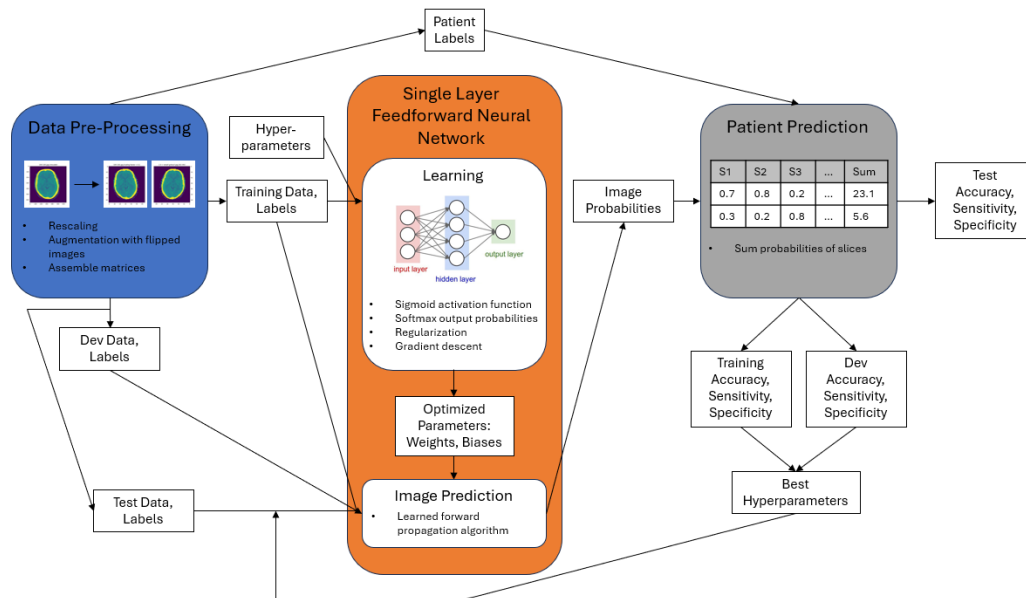 Patient
Labels
Data Pre-Processing
Rescaling
Augmentation with flipped
images
Assemble matrices
Hyper-
parameters
Training Data,
Labels
Dev Data,
Labels
Test Data,
Labels
Single Layer
Feedforward Neural
Network
Learning
input layer
hidden layer
output layer
Sigmoid activation function
Softmax output probabilities
Regularization
Gradient descent
Optimized
Parameters:
Weights, Biases
Image Prediction
Learned forward
propagation algorithm
Image
Probabilities
Patient Prediction
S1 S2 S3 ... Sum
0.7 0.8 0.2 ... 23.1
0.3 0.2 0.8 ... 5.6
Sum probabilities of slices
Test
Accuracy,
Sensitivity,
Specificity
Training
Accuracy,
Sensitivity,
Specificity
Dev
Accuracy,
Sensitivity,
Specificity
Best
Hyperparameters